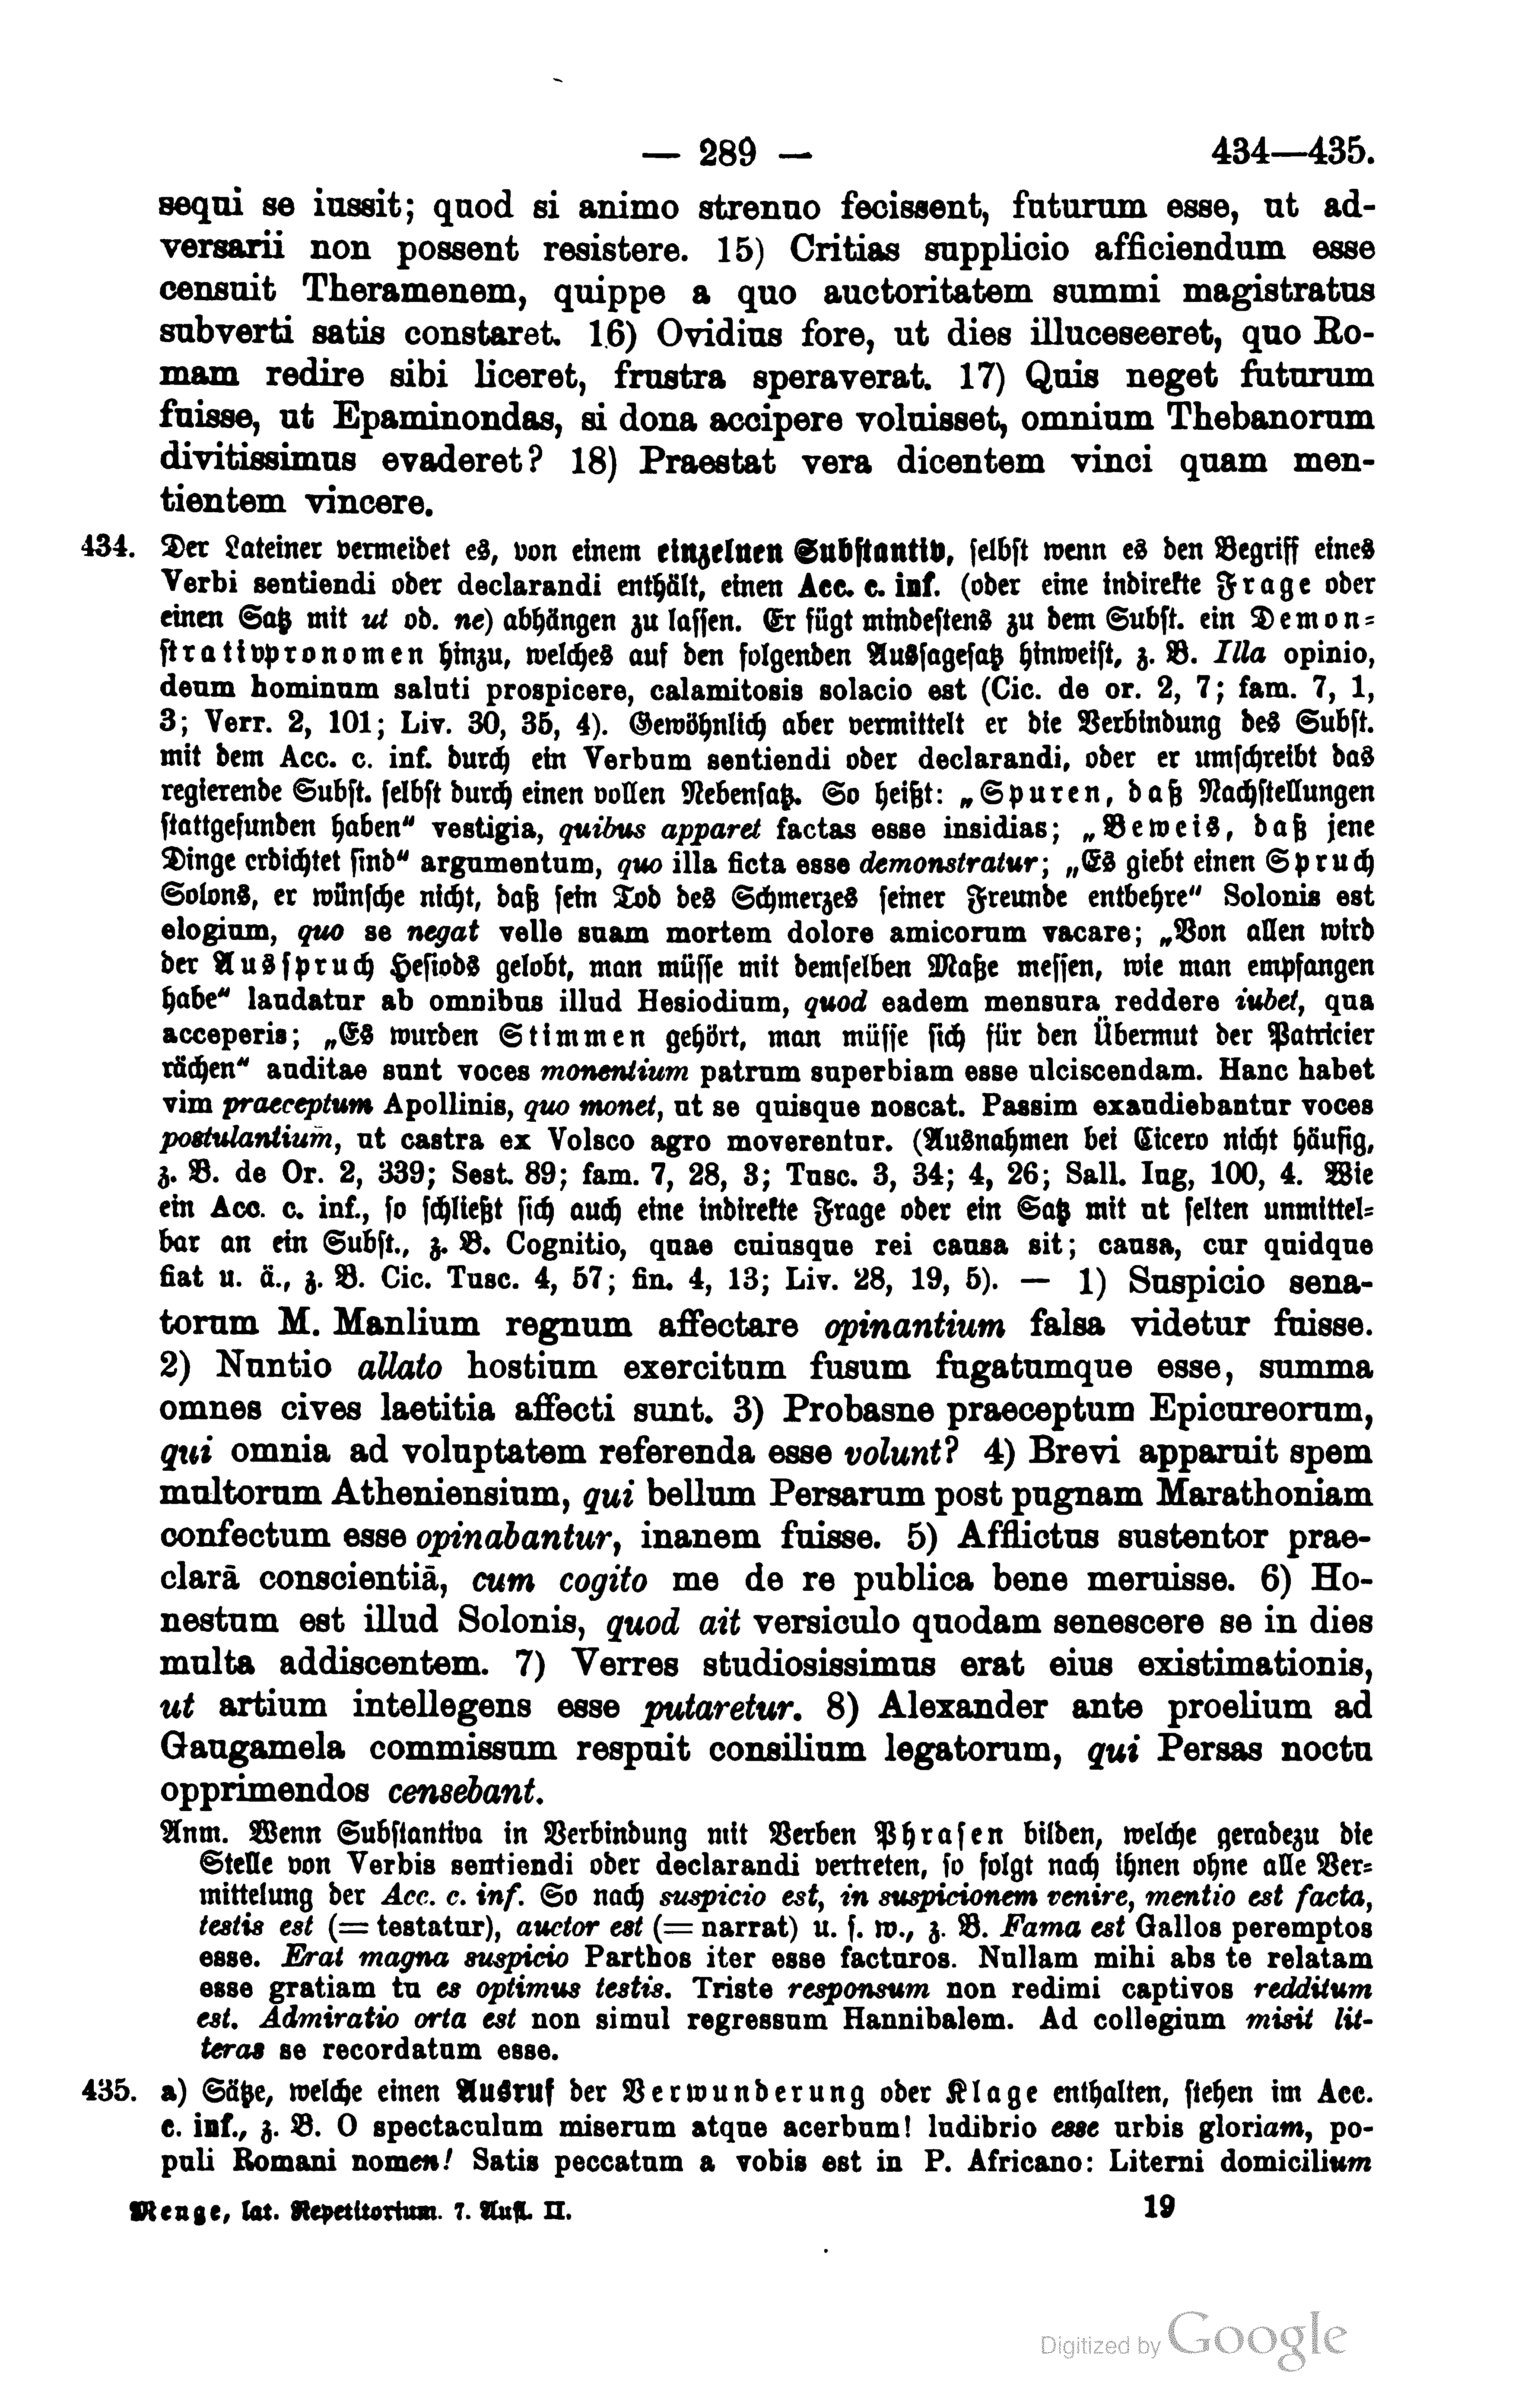 — 289 — 434—435.
sequi se iussit; quod si animo strenuo fecissent, futurum esse, ut ad-
versarii non possent resistere. 15) Critias supplicio afficiendum esse
censuit Theramenem, quippe a quo auctoritatem summi magistratus
subverti satis constaret. 16) Ovidius fore, ut dies illuceseeret, quo Ro-
mam redire sibi liceret, frustra speraverat. 17) Quis neget futurum
fuisse, ut Epaminondas, si dona accipere voluisset, omnium Thebanorum
divitissimus evaderet? 18) Praestat vera dicentem vinci quam men-
tientem vincere.
434. Der Lateiner vermeidet es, von einem einzelnen Substantiv, selbst wenn es den Begriff eines
Verbi sentiendi oder declarandi enthält, einen Acc. c. inf. (oder eine indirekte Frage oder
einen Satz mit ut od. ne) abhängen zu lassen. Er fügt mindestens zu dem Subst. ein Demon-
strativpronomen hinzu, welches auf den folgenden Aussagesatz hinweist, z. B. Illa opinio,
deum hominum saluti prospicere, calamitosis solacio est (Cic. de or. 2, 7; fam. 7, 1,
3; Verr. 2, 101; Liv. 30, 35, 4). Gewöhnlich aber vermittelt er die Verbindung des Subst.
mit dem Acc. c. inf. durch ein Verbum sentiendi oder declarandi, oder er umschreibt das
regierende Subst. selbst durch einen vollen Nebensatz. So heißt: „Spuren, daß Nachstellungen
stattgefunden haben“ vestigia, quibus apparet factas esse insidias; „Beweis, daß jene
Dinge erdichtet sind“ argumentum, quo illa ficta esse demonstratur; „Es giebt einen Spruch
Solons, er wünsche nicht, daß sein Tod des Schmerzes seiner Freunde entbehre“ Solonis est
elogium, quo se negat velle suam mortem dolore amicorum vacare; „Von allen wird
der Ausspruch Hesiods gelobt, man müsse mit demselben Maße messen, wie man empfangen
habe“ laudatur ab omnibus illud Hesiodium, quod eadem mensura reddere iubet, qua
acceperis; „Es wurden Stimmen gehört, man müsse sich für den Übermut der Patricier
rächen“ auditae sunt voces monentium patrum superbiam esse ulciscendam. Hanc habet
vim praeceptum Apollinis, quo monet, ut se quisque noscat. Passim exaudiebantur voces
postulantium, ut castra ex Volsco agro moverentur. (Ausnahmen bei Cicero nicht häufig,
z. B. de Or. 2, 339; Sest. 89; fam. 7, 28, 3; Tusc. 3, 34; 4, 26; Sall. Iug, 100, 4. Wie
ein Acc. c. inf., so schließt sich auch eine indirekte Frage oder ein Satz mit ut selten unmittel-
bar an ein Subst., z. B. Cognitio, quae cuiusque rei causa sit; causa, cur quidque
fiat u. ä., z. B. Cic. Tusc. 4, 57; fin. 4, 13; Liv. 28, 19, 5). — 1) Suspicio sena-
torum M. Manlium regnum affectare opinantium falsa videtur fuisse.
2) Nuntio allato hostium exercitum fusum fugatumque esse, summa
omnes cives laetitia affecti sunt. 3) Probasne praeceptum Epicureorum,
qui omnia ad voluptatem referenda esse volunt? 4) Brevi apparuit spem
multorum Atheniensium, qui bellum Persarum post pugnam Marathoniam
confectum esse opinabantur, inanem fuisse. 5) Afflictus sustentor prae-
clarā conscientiā, cum cogito me de re publica bene meruisse. 6) Ho-
nestum est illud Solonis, quod ait versiculo quodam senescere se in dies
multa addiscentem. 7) Verres studiosissimus erat eius existimationis,
ut artium intellegens esse putaretur. 8) Alexander ante proelium ad
Gaugamela commissum respuit consilium legatorum, qui Persas noctu
opprimendos censebant.
Anm. Wenn Substantiva in Verbindung mit Verben Phrasen bilden, welche geradezu die
Stelle von Verbis sentiendi oder declarandi vertreten, so folgt nach ihnen ohne alle Ver-
mittelung der Acc. c. inf. So nach suspicio est, in suspicionem venire, mentio est facta,
testis est (= testatur), auctor est (= narrat) u. s. w., z. B. Fama est Gallos peremptos
esse. Erat magna suspicio Parthos iter esse facturos. Nullam mihi abs te relatam
esse gratiam tu es optimus testis. Triste responsum non redimi captivos redditum
est. Admiratio orta est non simul regressum Hannibalem. Ad collegium misit lit-
teras se recordatum esse.
435. a) Sätze, welche einen Ausruf der Verwunderung oder Klage enthalten, stehen im Acc.
c. inf., z. B. O spectaculum miserum atque acerbum! ludibrio esse urbis gloriam, po-
puli Romani nomen! Satis peccatum a vobis est in P. Africano: Literni domicilium
Menge, lat. Repetitorium. 7. Aufl. II. 19
Digitized by Google